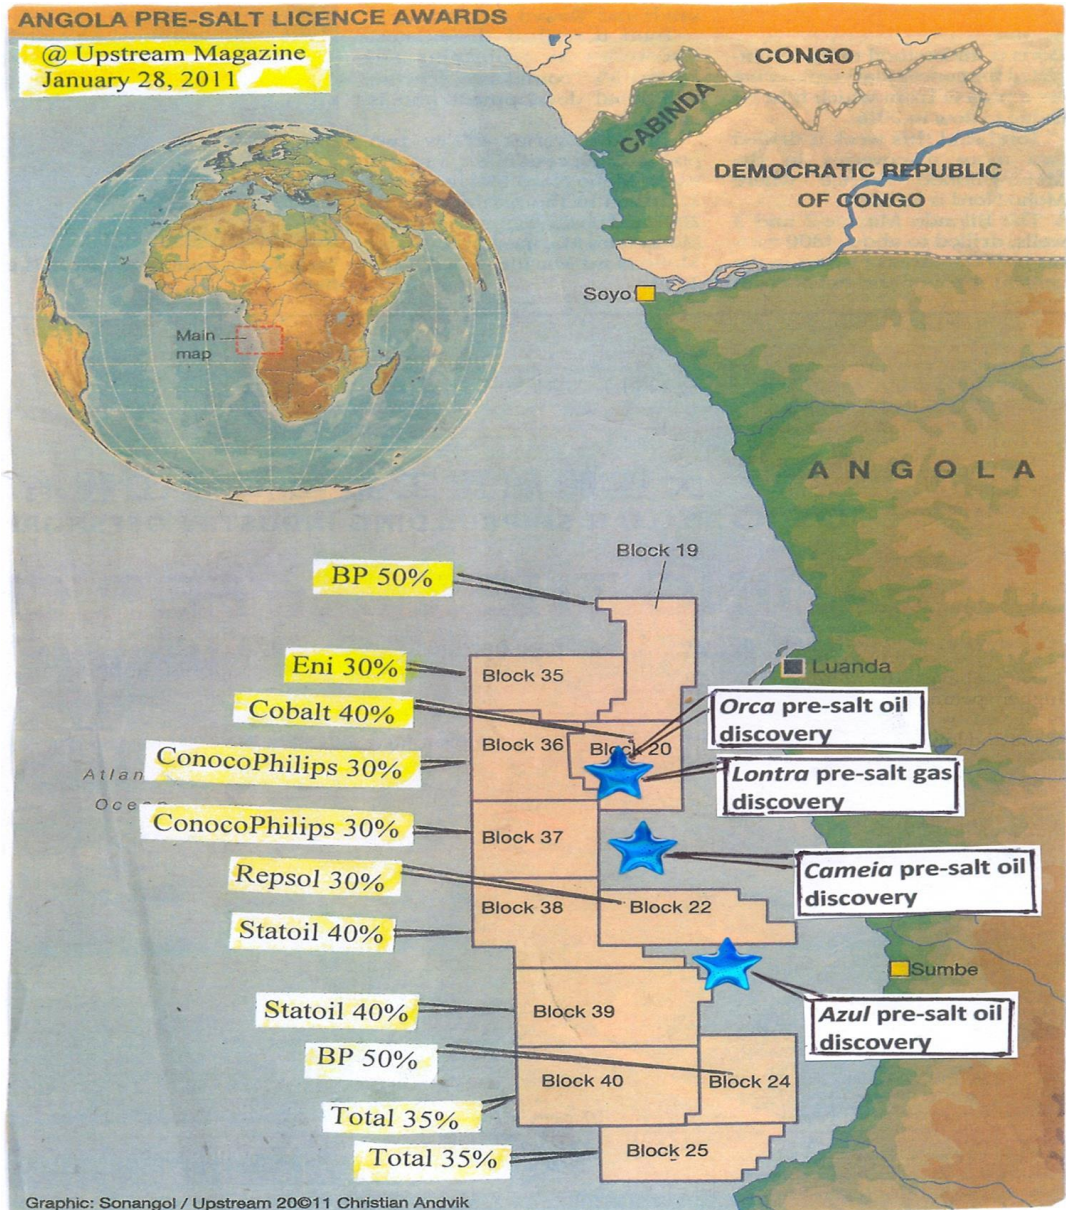 ANGOLA PRE-SALT LICENCE AWARDS
@ Upstream Magazine
January 28, 2011
CONGO
CABINDA
DEMOCRATIC REPUBLIC
OF CONGO
Soyo
Main
map
ANGOLA
Block 19
BP 50%
Eni 30%
Block 35
Luanda
Cobalt 40%
Orca pre-salt oil
discovery
Block 36
Block 20
ConocoPhilips 30%
Lontra pre-salt gas
discovery
Atlan
Ocea
ConocoPhilips 30%
Block 37
Cameia pre-salt oil
discovery
Repsol 30%
Block 38
Block 22
Statoil 40%
Sumbe
Statoil 40%
Block 39
Azul pre-salt oil
discovery
BP 50%
Block 40
Block 24
Total 35%
Block 25
Total 35%
Graphic: Sonangol / Upstream 20©11 Christian Andvik